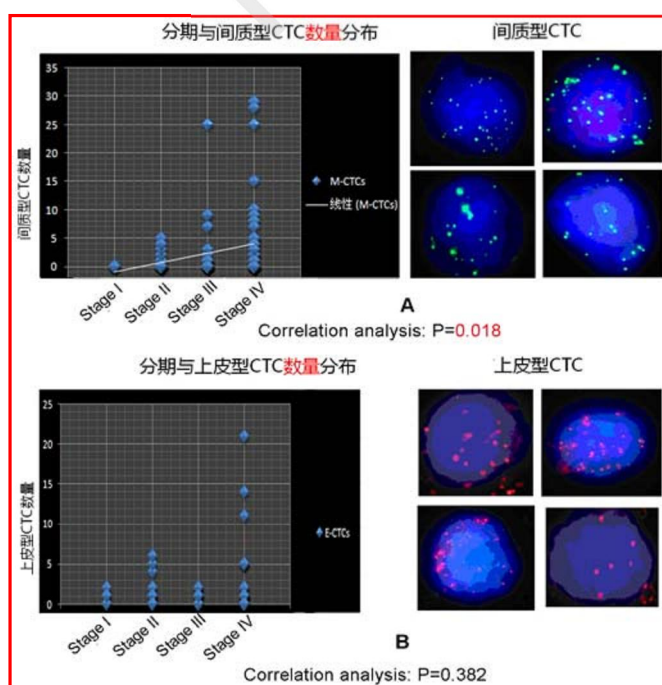 分期与间质型CTC数量分布
间质型CTC
35
30
25
20
15
10
5
0
间质型CTC数量
M-CTCs
线性 (M-CTCs)
Stage I
Stage II
Stage III
Stage IV
A
Correlation analysis: P=0.018
分期与上皮型CTC数量分布
上皮型CTC
25
20
15
10
5
0
上皮型CTC数量
E-CTCs
Stage I
Stage II
Stage III
Stage IV
B
Correlation analysis: P=0.382